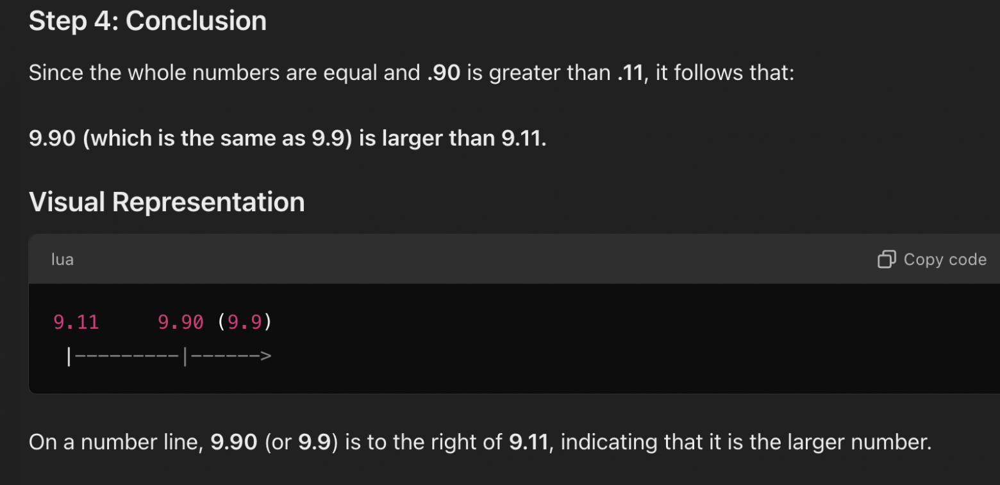 Step 4: Conclusion
Since the whole numbers are equal and .90 is greater than .11, it follows that:
9.90 (which is the same as 9.9) is larger than 9.11.
Visual Representation
lua
Copy code
9.11     9.90 (9.9)
|---------|------>
On a number line, 9.90 (or 9.9) is to the right of 9.11, indicating that it is the larger number.